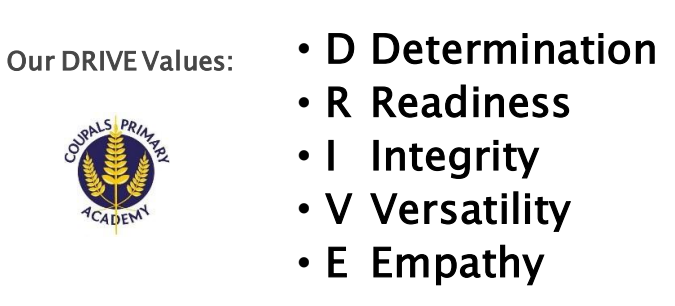 Our DRIVE Values:
COUPALS PRIMARY
ACADEMY
• D Determination
• R Readiness
• I Integrity
• V Versatility
• E Empathy